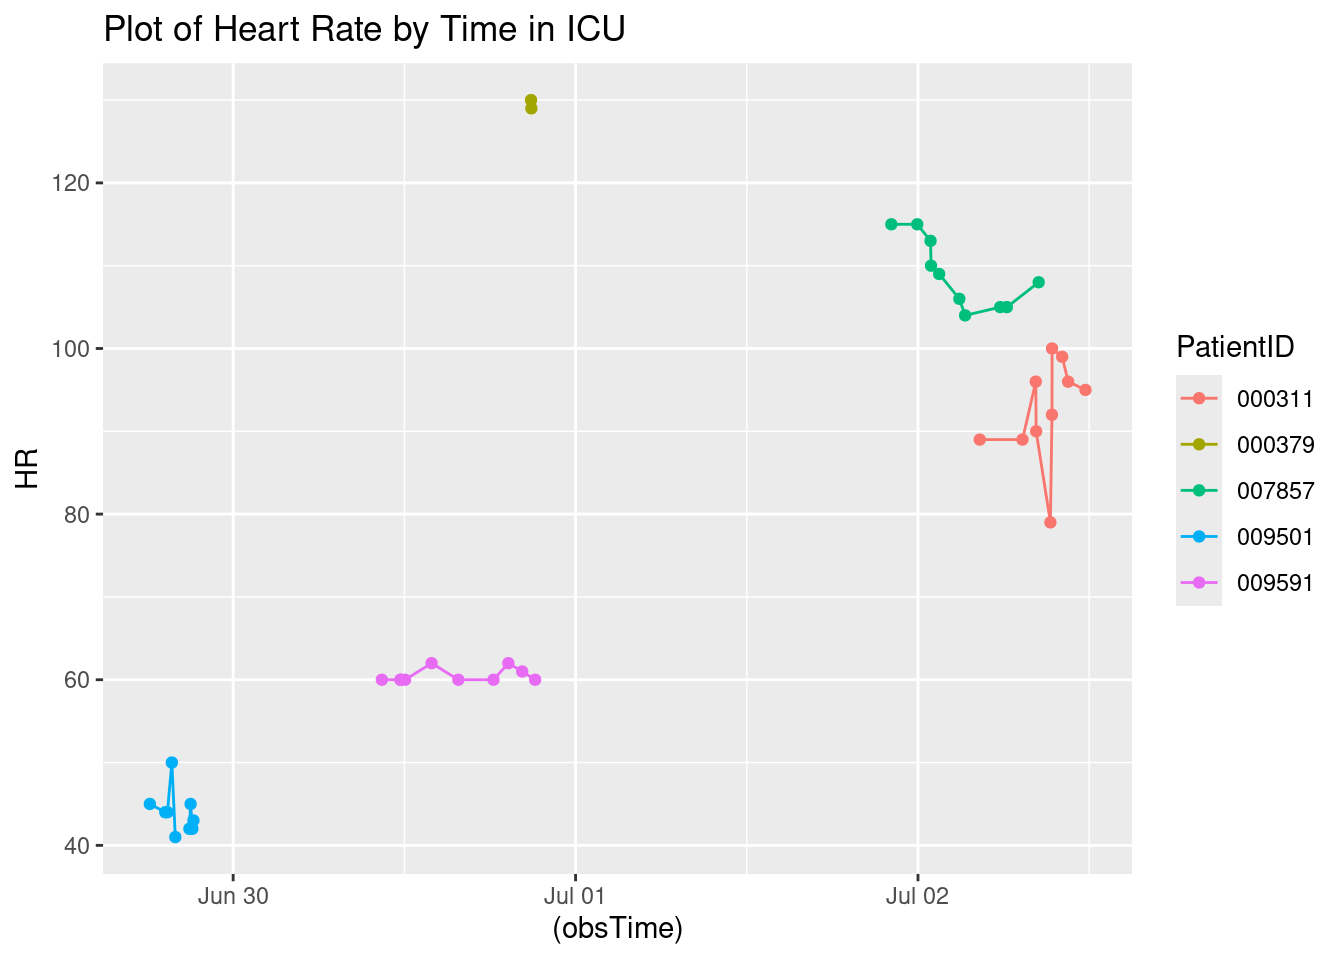 Plot of Heart Rate by Time in ICU
120
100
80
60
40
HR
Jun 30
Jul 01
Jul 02
(obsTime)
PatientID
000311
000379
007857
009501
009591